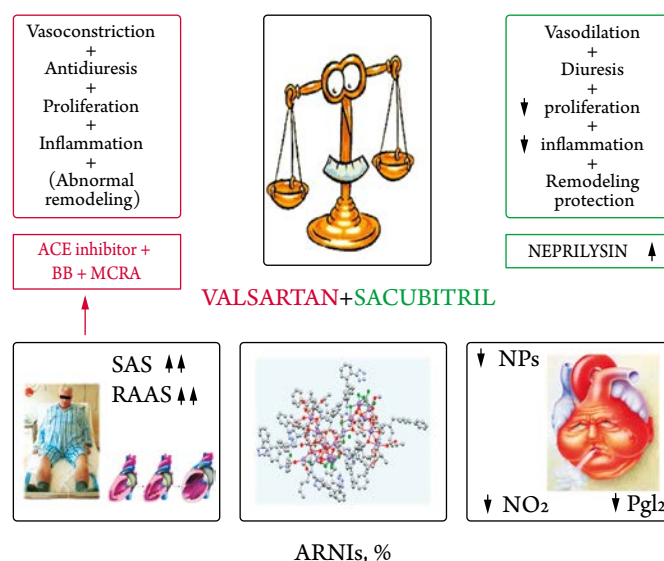 Vasoconstriction
+
Antidiuresis
+
Proliferation
+
Inflammation
+
(Abnormal
remodeling)
Vasodilation
+
Diuresis
+
proliferation
+
inflammation
+
Remodeling
protection
ACE inhibitor +
BB + MCRA
NEPRILYSIN
VALSARTAN+SACUBITRIL
SAS
RAAS
NPs
NO2
Pgl2
ARNIs, %